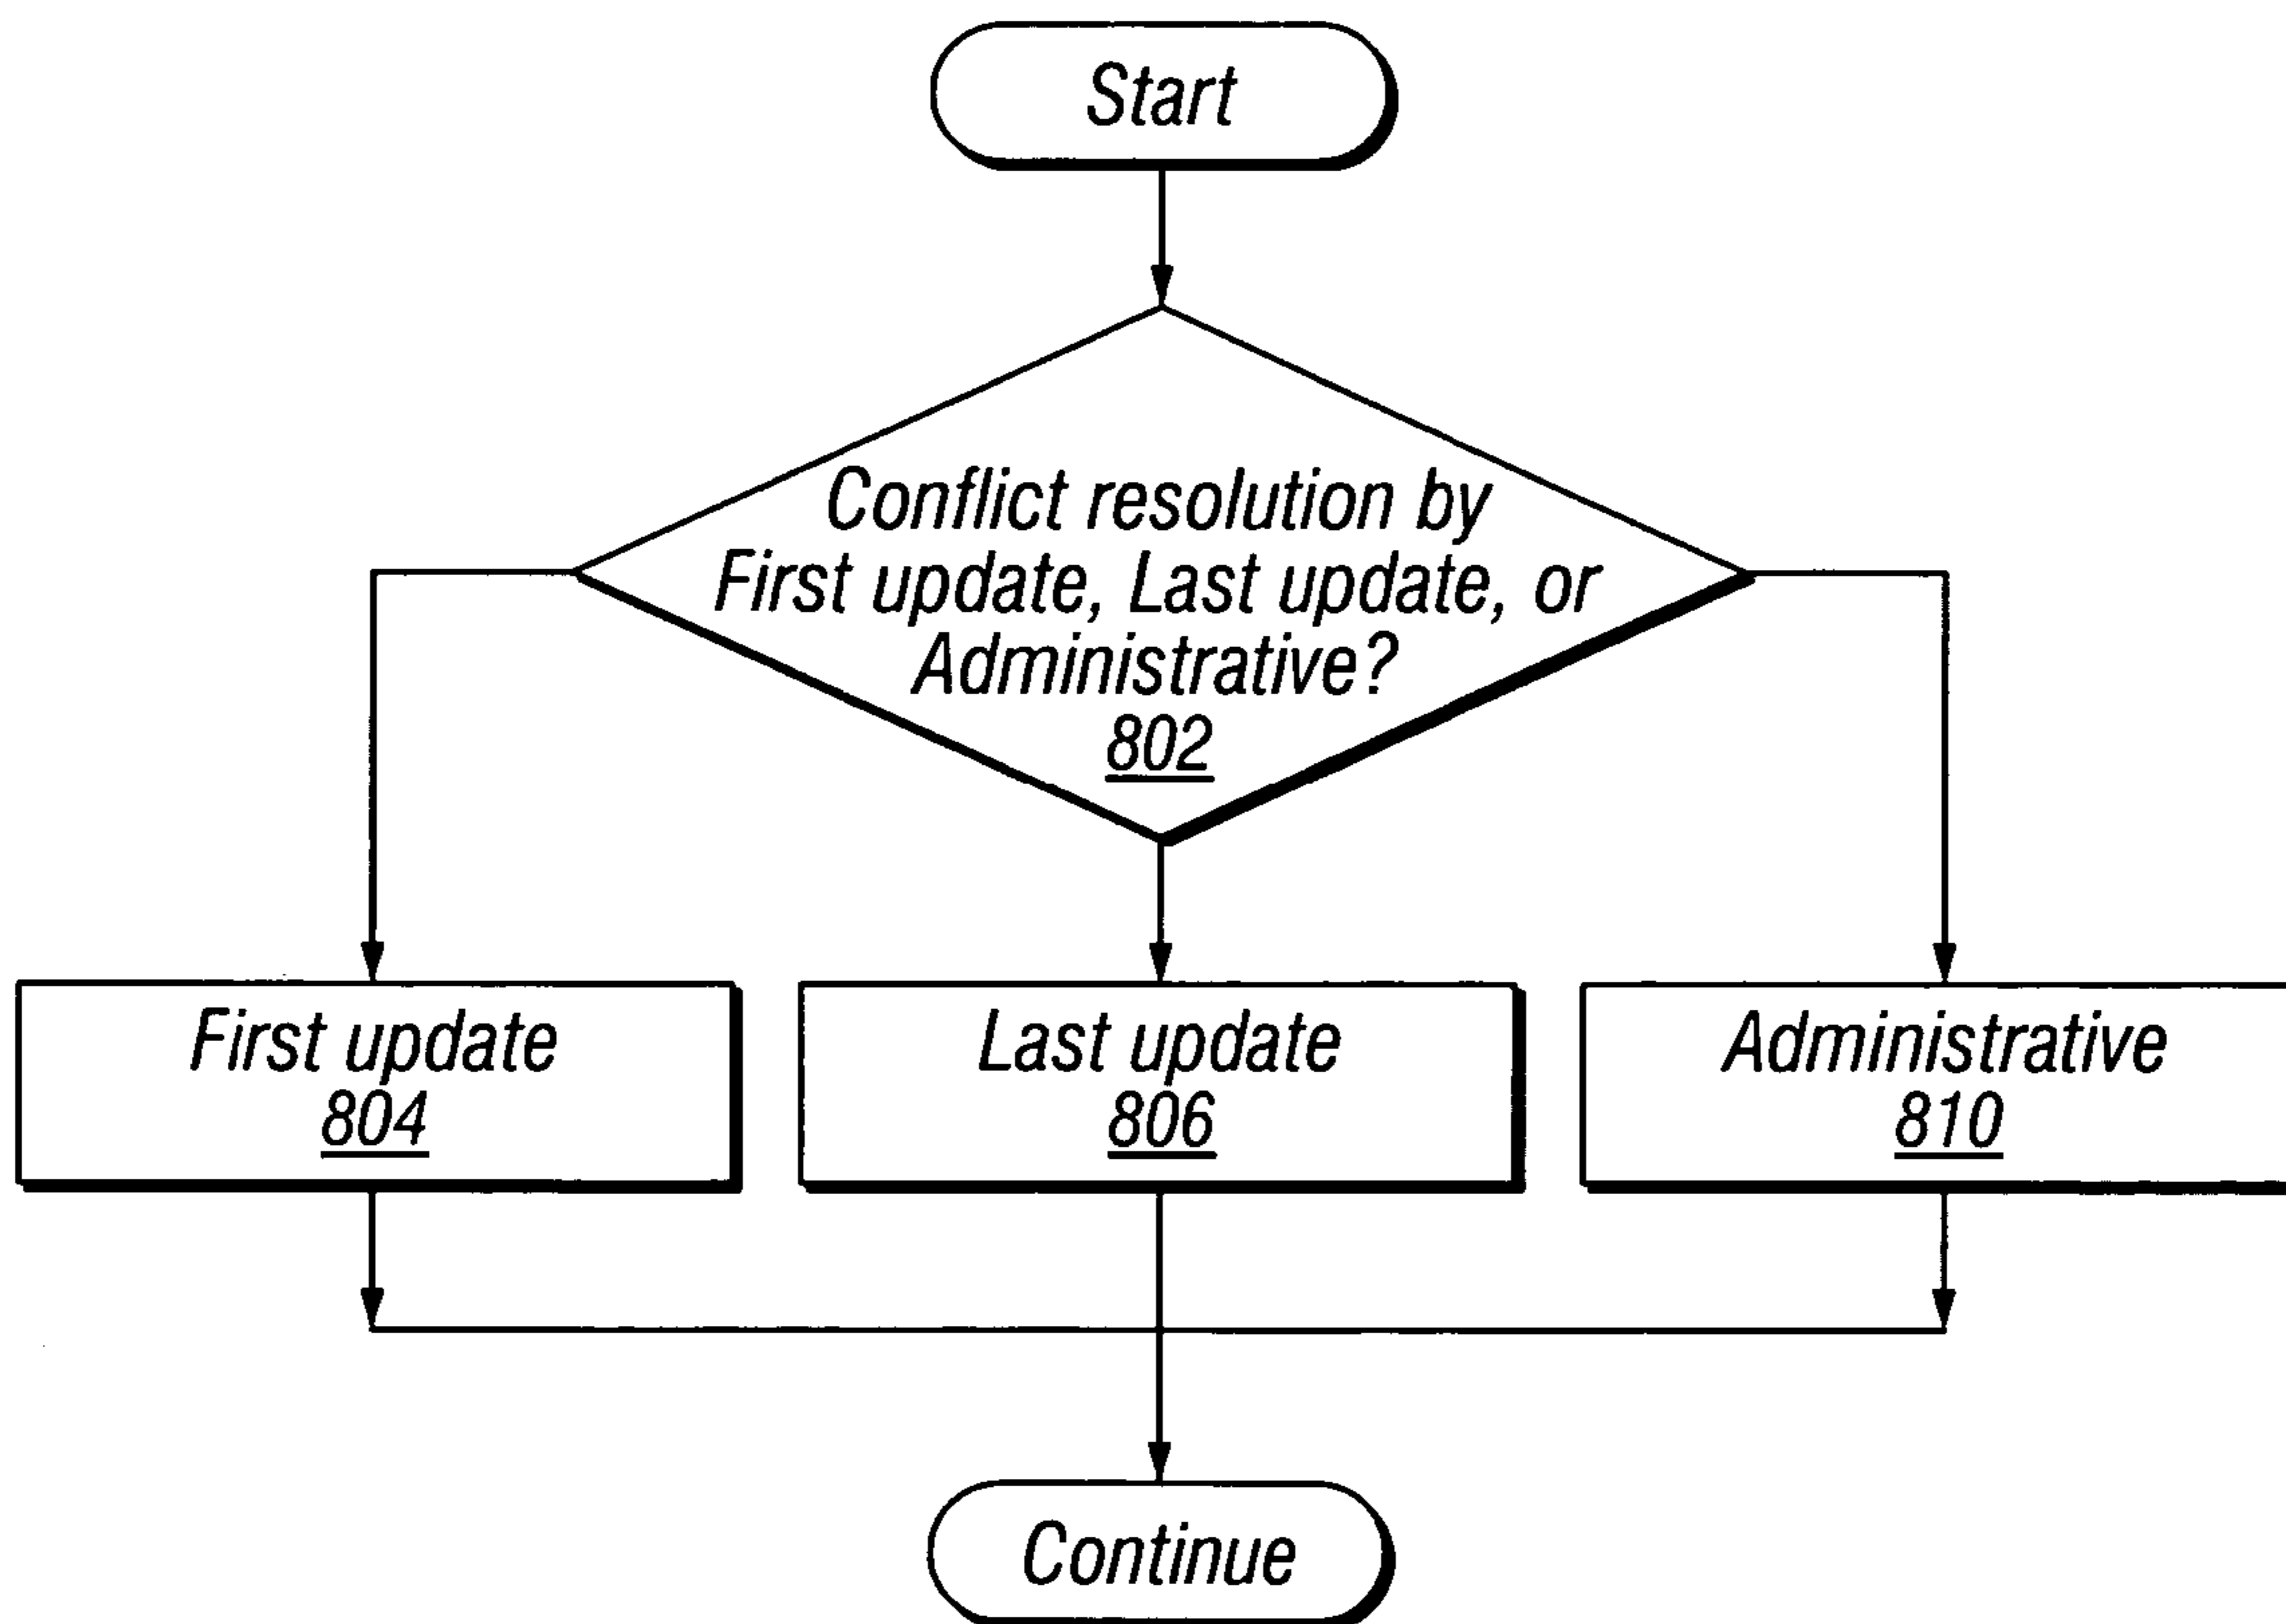 Start
Conflict resolution by
First update, Last update, or
Administrative?
802
First update
804
Last update
806
Administrative
810
Continue